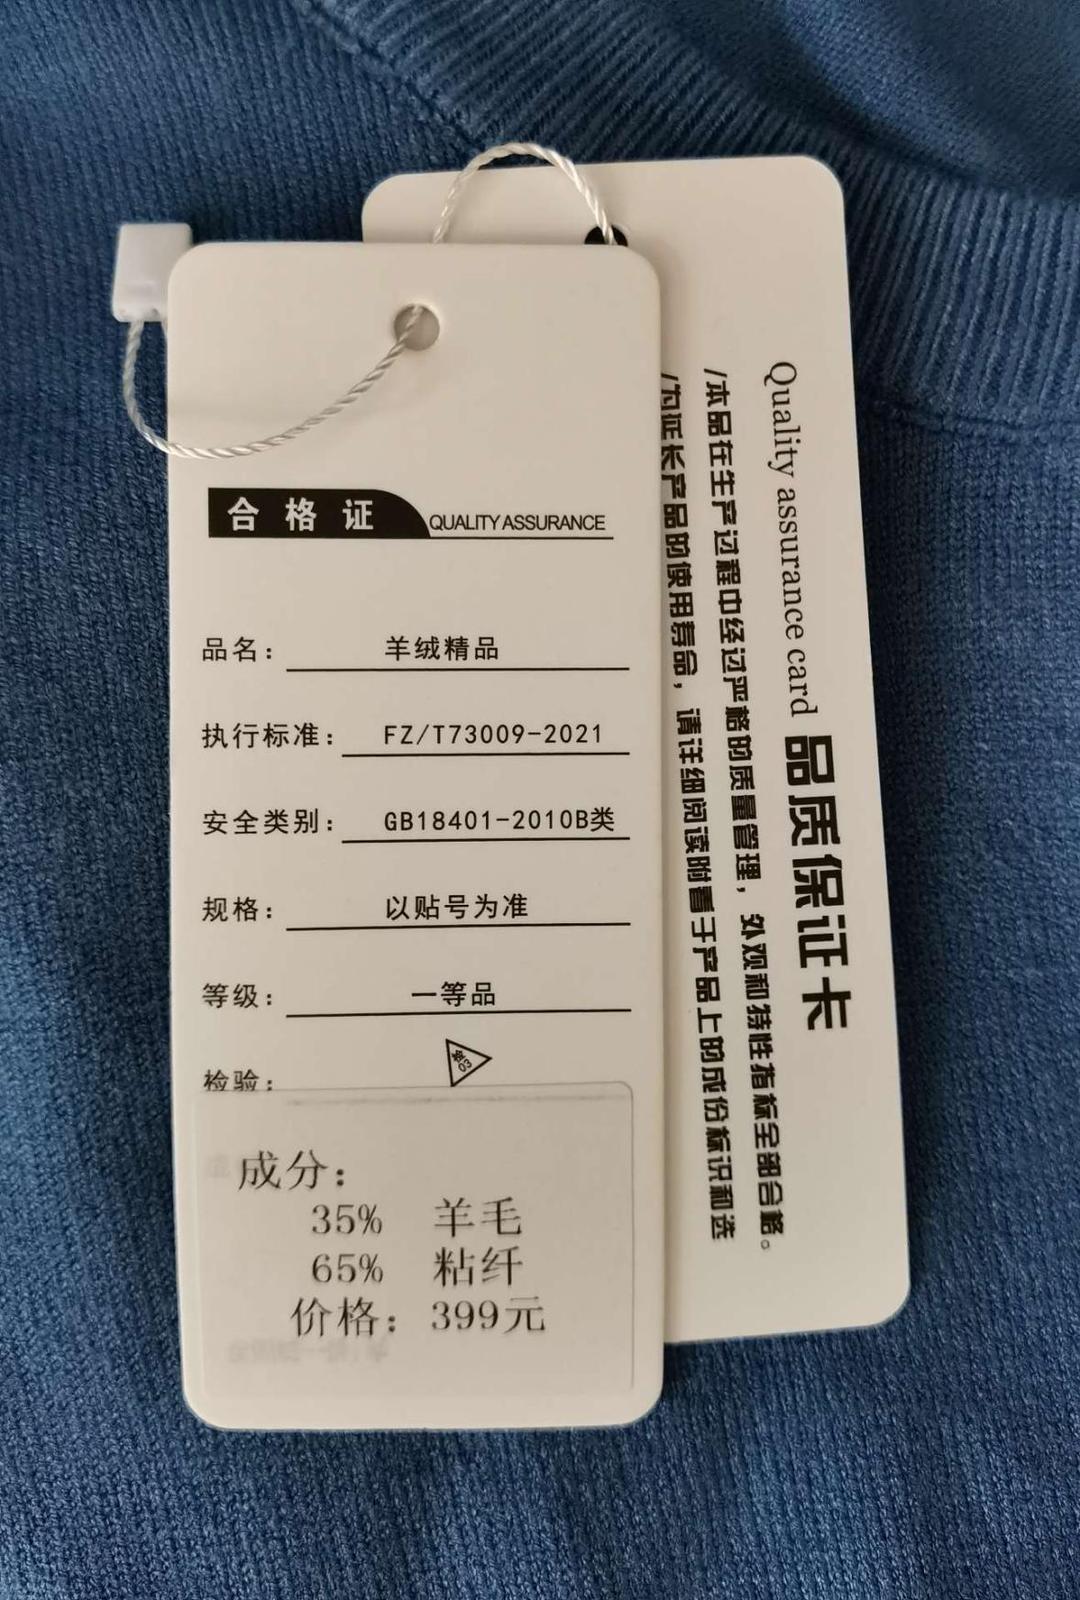 合格证 QUALITY ASSURANCE
品名： 羊绒精品
执行标准： FZ/T73009-2021
安全类别： GB18401-2010B类
规格： 以贴号为准
等级： 一等品
检验： 检03
成分：
35% 羊毛
65% 粘纤
价格：399元
Quality assurance card 品质保证卡
/本品在生产过程中经过严格的质量管理，外观和特性指标全部合格。
/为延长产品的使用寿命，请详细阅读附着于产品上的成份标识和选